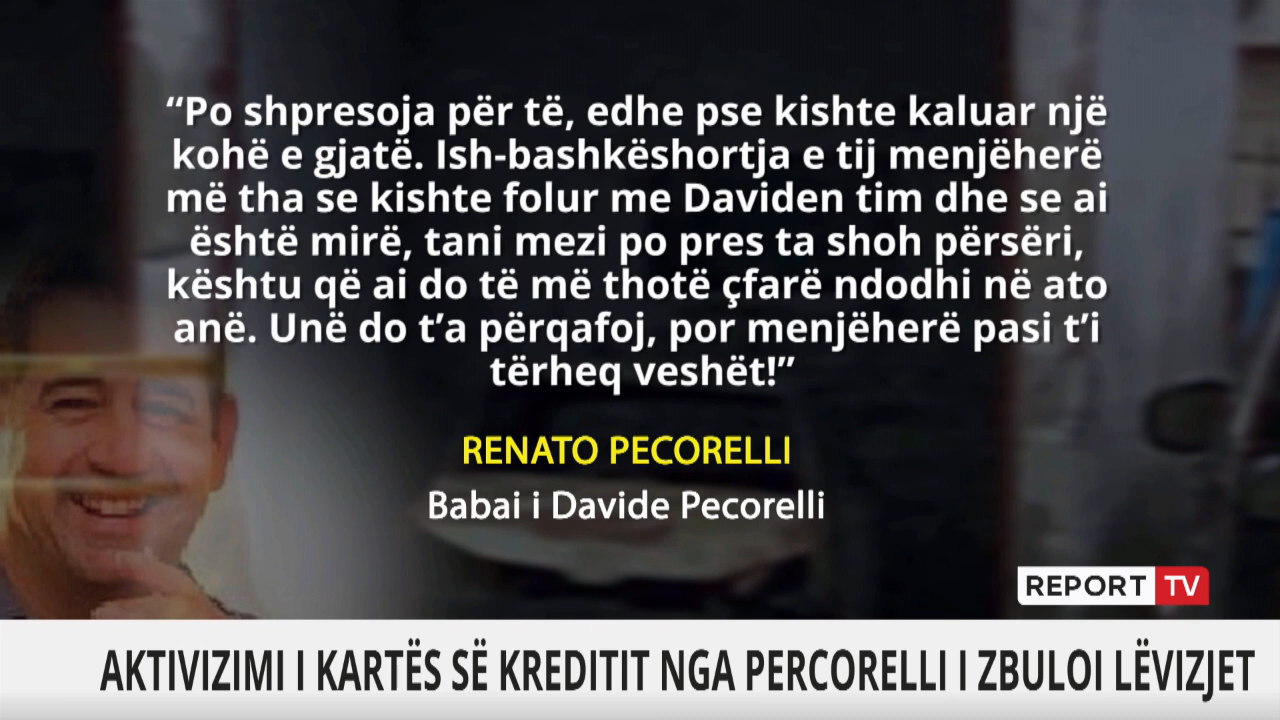 “Po shpresoja për të, edhe pse kishte kaluar një
kohë e gjatë. Ish-bashkëshortja e tij menjëherë
më tha se kishte folur me Daviden tim dhe se ai
është mirë, tani mezi po pres ta shoh përsëri,
kështu që ai do të më thotë çfarë ndodhi në ato
anë. Unë do t’a përqafoj, por menjëherë pasi t’i
tërheq veshët!”
RENATO PECORELLI
Babai i Davide Pecorelli
REPORT TV
AKTIVIZIMI I KARTËS SË KREDITIT NGA PERCORELLI I ZBULOI LËVIZJET